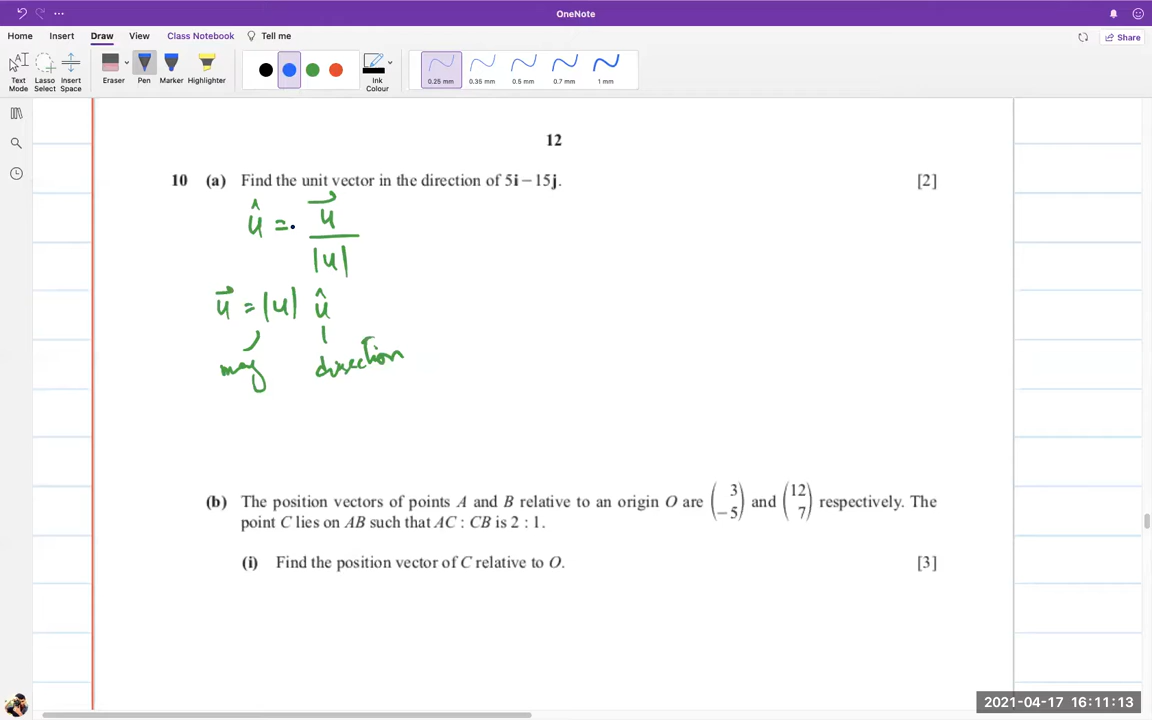 OneNote
Home Insert Draw View Class Notebook Tell me
Share
Text Mode
Lasso Select
Insert Space
Eraser
Pen
Marker
Highlighter
Ink Colour
0.25 mm
0.35 mm
0.5 mm
0.7 mm
1 mm
12
10 (a) Find the unit vector in the direction of 5i − 15j. [2]
û = u⃗ / |u|
u⃗ = |u| û
mag direction
(b) The position vectors of points A and B relative to an origin O are (3 −5) and (12 7) respectively. The
point C lies on AB such that AC : CB is 2 : 1.
(i) Find the position vector of C relative to O. [3]
2021-04-17 16:11:13